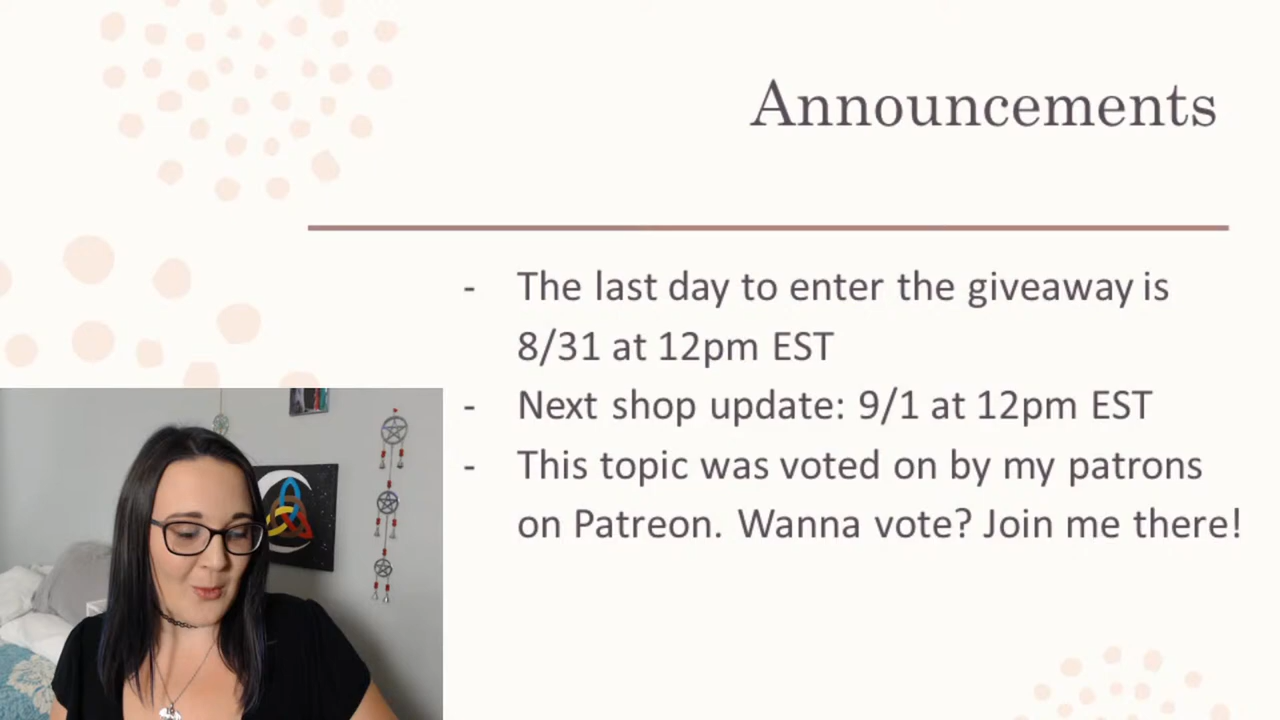 Announcements
- The last day to enter the giveaway is
8/31 at 12pm EST
- Next shop update: 9/1 at 12pm EST
- This topic was voted on by my patrons
on Patreon. Wanna vote? Join me there!